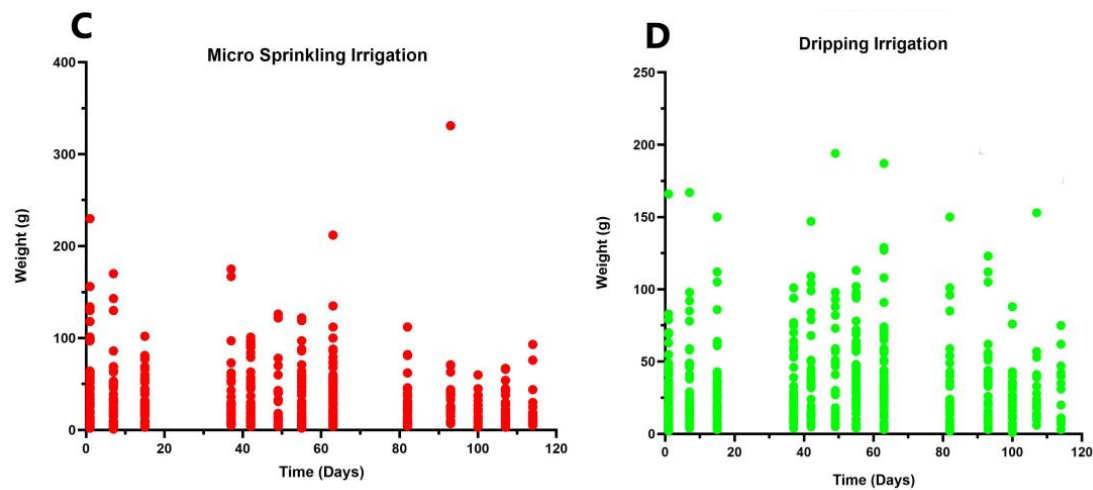 C
Micro Sprinkling Irrigation
400
300
200
100
0
Weight (g)
0 20 40 60 80 100 120
Time (Days)
D
Dripping Irrigation
250
200
150
100
50
0
Weight (g)
0 20 40 60 80 100 120
Time (Days)